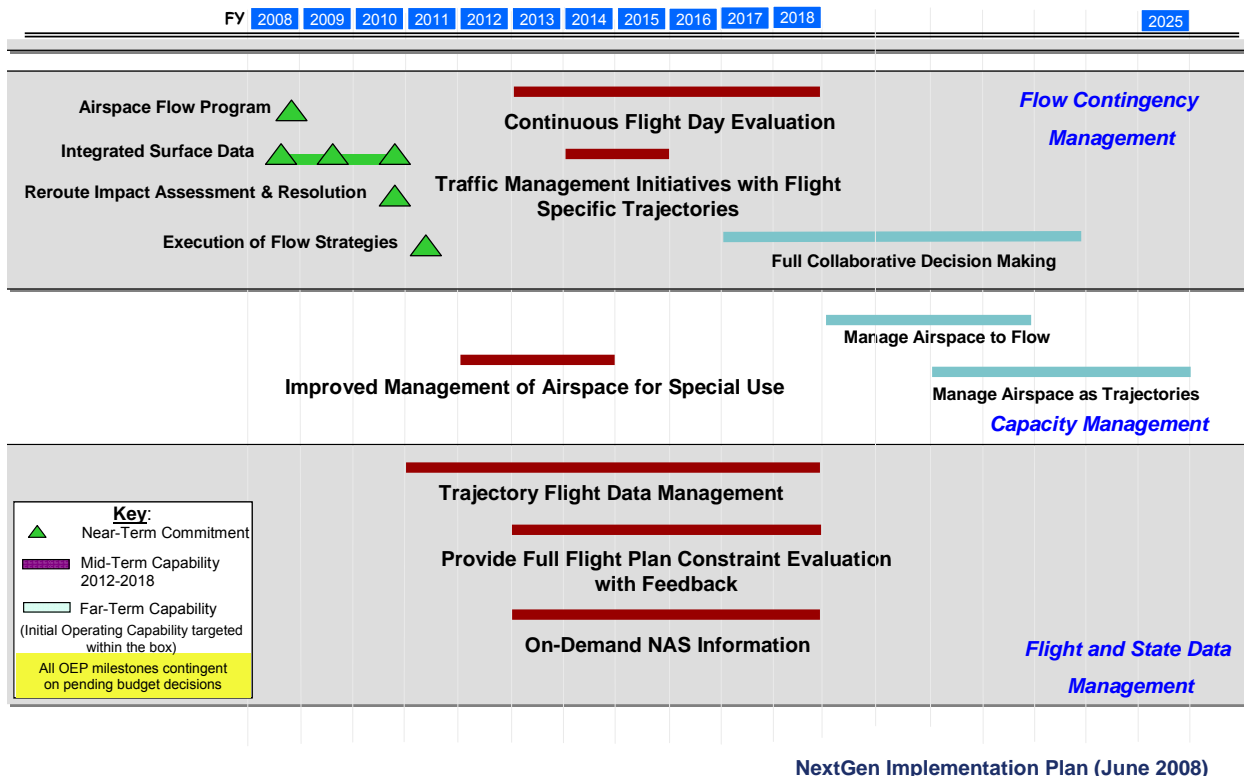 FY 2008 2009 2010 2011 2012 2013 2014 2015 2016 2017 2018 2025
Airspace Flow Program
Integrated Surface Data
Reroute Impact Assessment & Resolution
Execution of Flow Strategies
Continuous Flight Day Evaluation
Traffic Management Initiatives with Flight
Specific Trajectories
Full Collaborative Decision Making
Flow Contingency
Management
Manage Airspace to Flow
Improved Management of Airspace for Special Use
Manage Airspace as Trajectories
Capacity Management
Trajectory Flight Data Management
Provide Full Flight Plan Constraint Evaluation
with Feedback
On-Demand NAS Information
Flight and State Data
Management
Key:
Near-Term Commitment
Mid-Term Capability
2012-2018
Far-Term Capability
(Initial Operating Capability targeted
within the box)
All OEP milestones contingent
on pending budget decisions
NextGen Implementation Plan (June 2008)